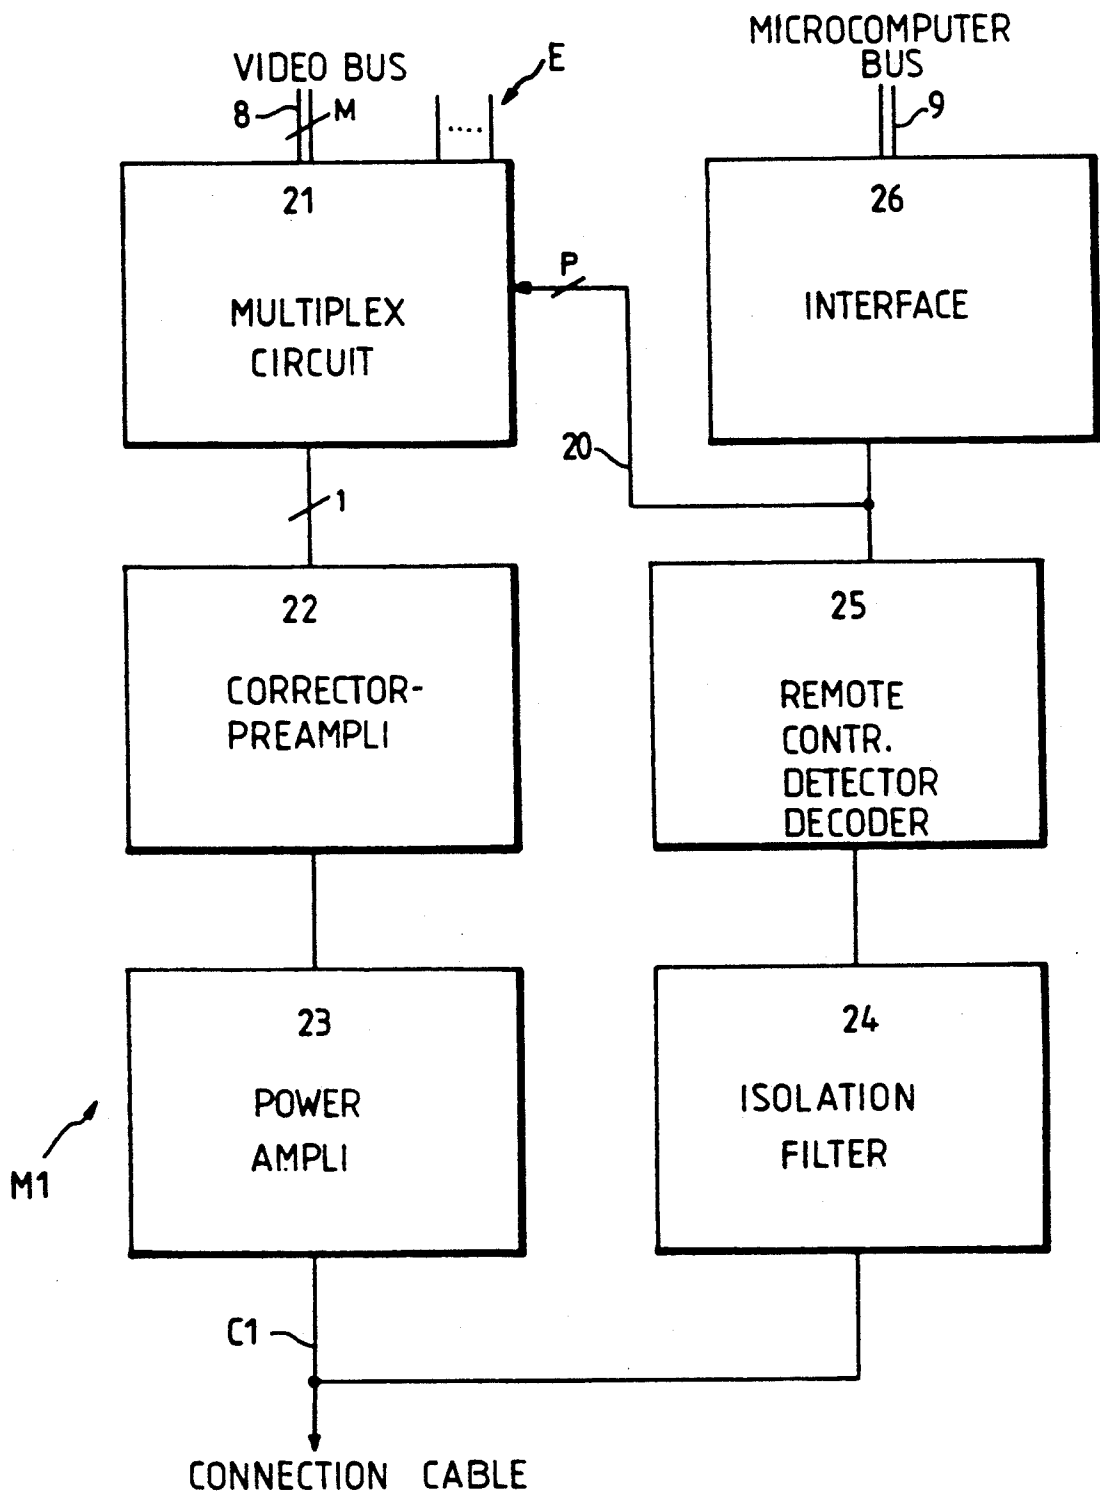 MICROCOMPUTER
BUS
VIDEO BUS
E
8
M
9
21
MULTIPLEX
CIRCUIT
P
26
INTERFACE
20
1
22
CORRECTOR-
PREAMPLI
25
REMOTE
CONTR.
DETECTOR
DECODER
23
POWER
AMPLI
24
ISOLATION
FILTER
M1
C1
CONNECTION CABLE